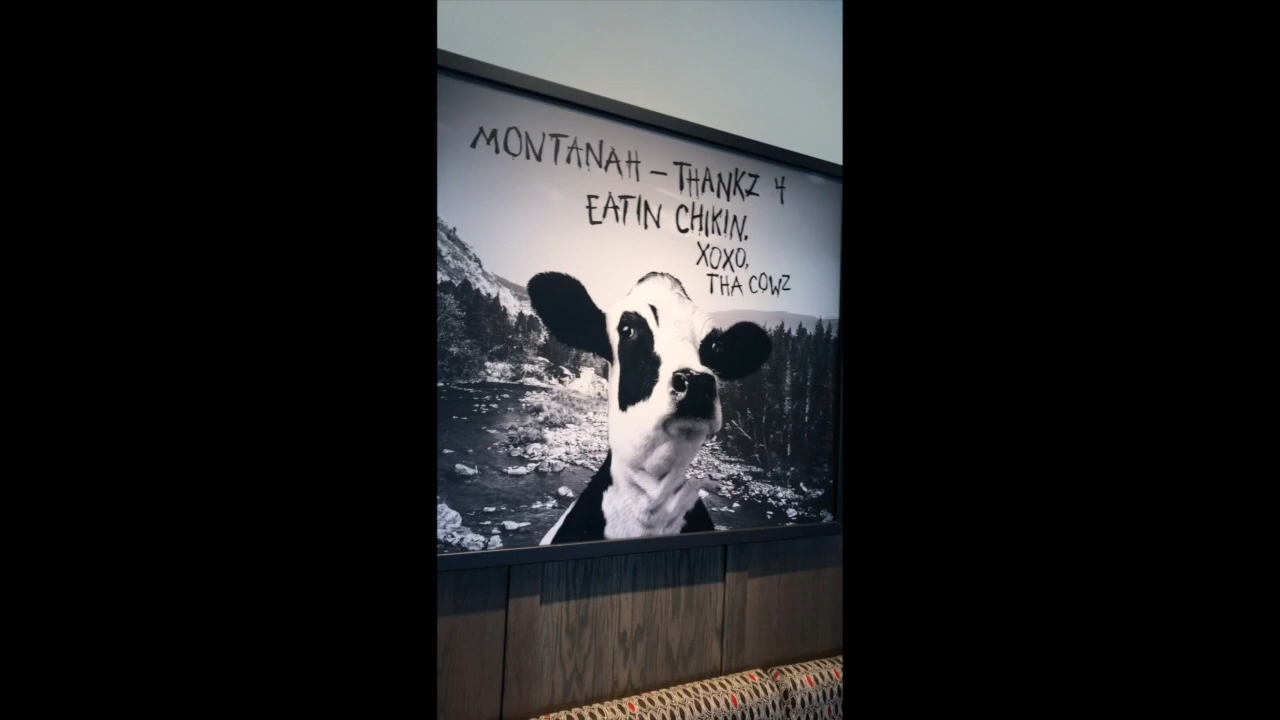 MONTANAH – THANKZ 4
EATIN CHIKIN.
XOXO,
THA COWZ